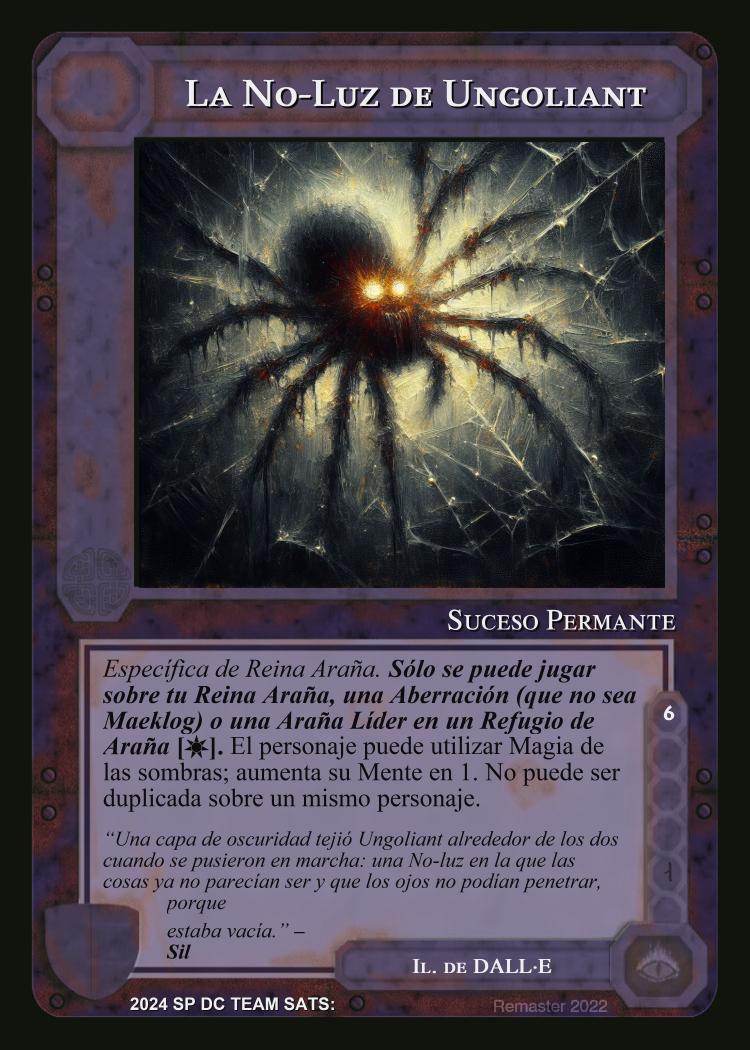 La No-Luz de Ungoliant
Suceso Permante
Específica de Reina Araña. Sólo se puede jugar
sobre tu Reina Araña, una Aberración (que no sea
Maeklog) o una Araña Líder en un Refugio de
Araña [☀]. El personaje puede utilizar Magia de
las sombras; aumenta su Mente en 1. No puede ser
duplicada sobre un mismo personaje.
6
“Una capa de oscuridad tejió Ungoliant alrededor de los dos
cuando se pusieron en marcha: una No-luz en la que las
cosas ya no parecían ser y que los ojos no podían penetrar,
porque
estaba vacía.” –
Sil
Il. de DALL·E
2024 SP DC TEAM SATS:
Remaster 2022